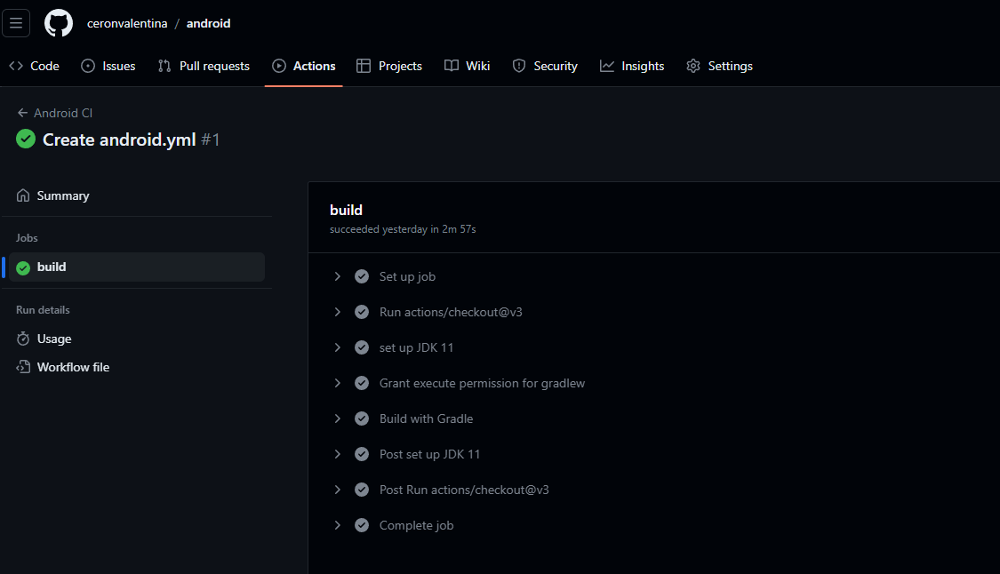 ceronvalentina / android
Code Issues Pull requests Actions Projects Wiki Security Insights Settings
Android CI
Create android.yml #1
Summary
Jobs
build
Run details
Usage
Workflow file
build
succeeded yesterday in 2m 57s
Set up job
Run actions/checkout@v3
set up JDK 11
Grant execute permission for gradlew
Build with Gradle
Post set up JDK 11
Post Run actions/checkout@v3
Complete job